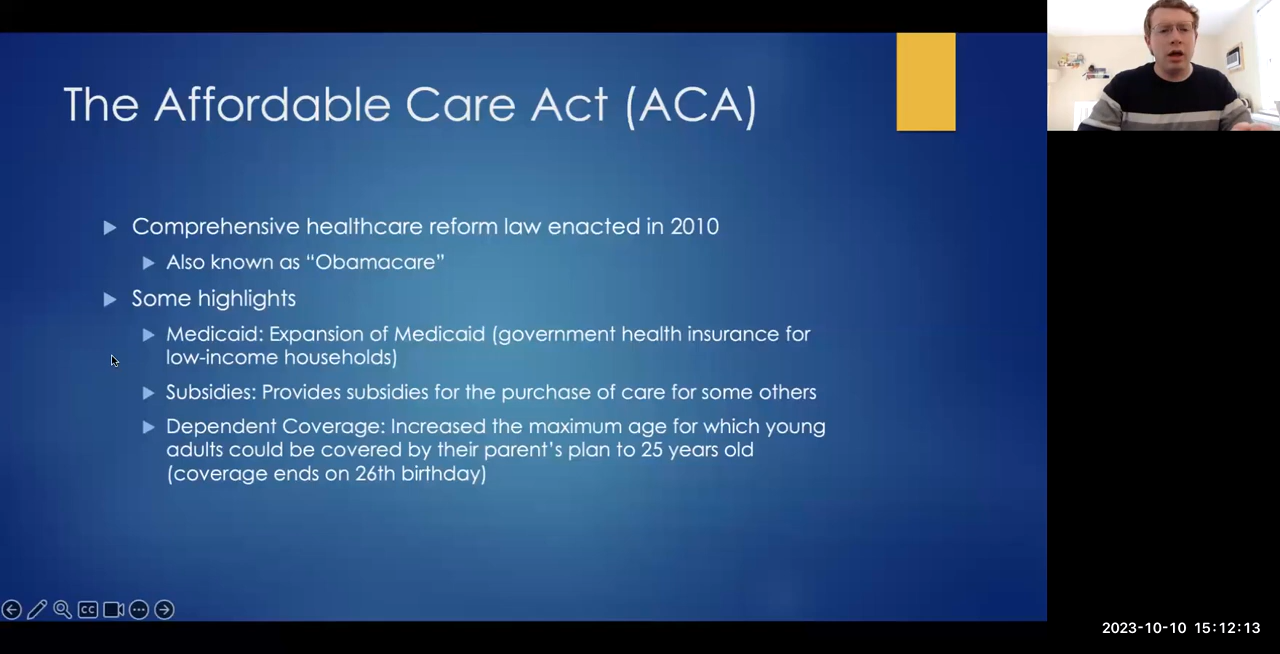 The Affordable Care Act (ACA)
Comprehensive healthcare reform law enacted in 2010
Also known as “Obamacare”
Some highlights
Medicaid: Expansion of Medicaid (government health insurance for
low-income households)
Subsidies: Provides subsidies for the purchase of care for some others
Dependent Coverage: Increased the maximum age for which young
adults could be covered by their parent’s plan to 25 years old
(coverage ends on 26th birthday)
CC
2023-10-10 15:12:13